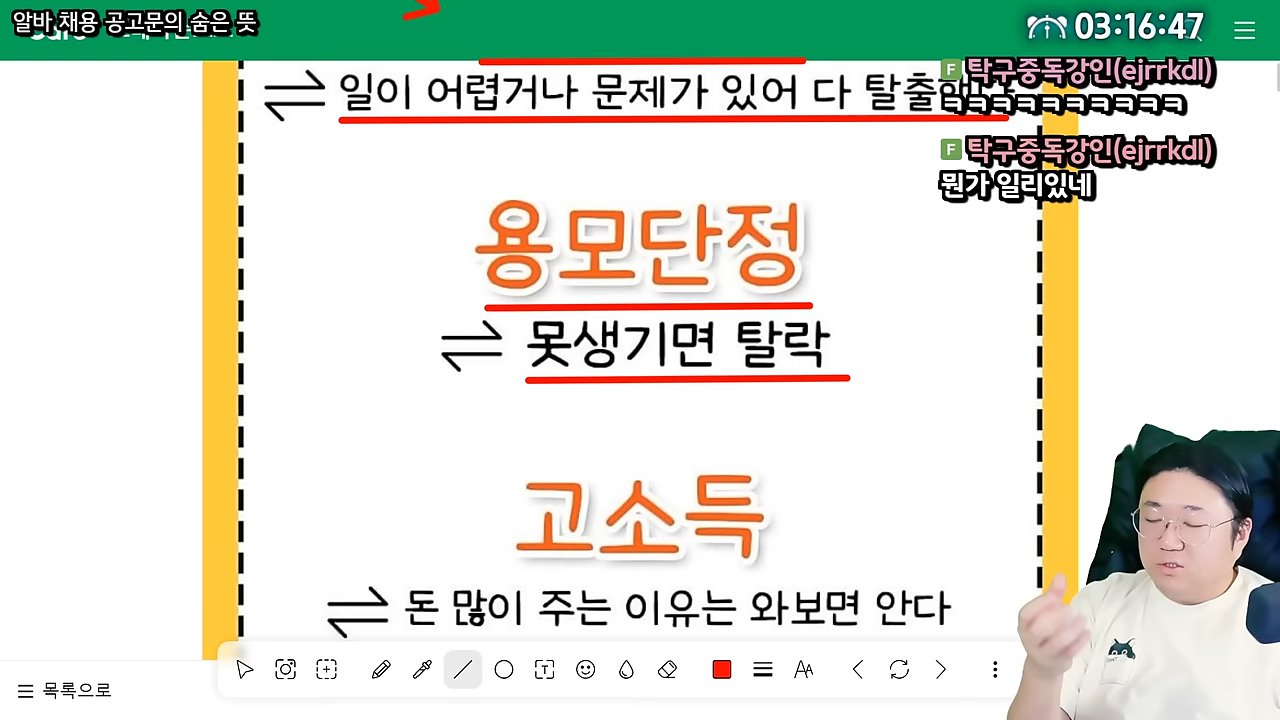 알바 채용 공고문의 숨은 뜻
03:16:47
일이 어렵거나 문제가 있어 다
F 탁구중독강인(ejrrkdl)
ㅋㅋㅋㅋㅋㅋㅋㅋㅋㅋ
F 탁구중독강인(ejrrkdl)
뭔가 일리있네
용모단정
⇌ 못생기면 탈락
고소득
⇌ 돈 많이 주는 이유는 와보면 안다
목록으로